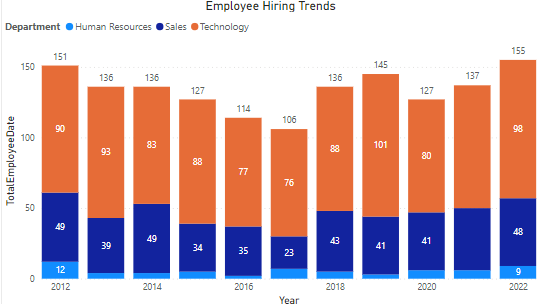 Employee Hiring Trends
Department Human Resources Sales Technology
151 136 136 127 114 106 136 145 127 137 155
90 93 83 88 77 76 88 101 80 98
49 39 49 34 35 23 43 41 41 48
12 9
150
100
50
0
TotalEmployeeDate
2012 2014 2016 2018 2020 2022
Year